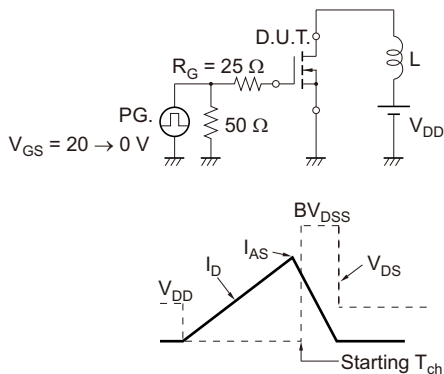 D.U.T.
R_G = 25 Ω
L
PG.
50 Ω
V_DD
V_GS = 20 → 0 V
BV_DSS
I_AS
V_DD
I_D
V_DS
Starting T_ch